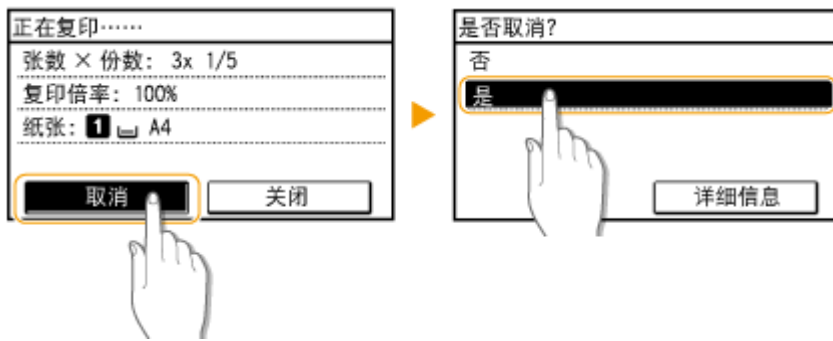 正在复印……
张数 × 份数: 3x 1/5
复印倍率: 100%
纸张: 1 A4
取消
关闭
是否取消?
否
是
详细信息